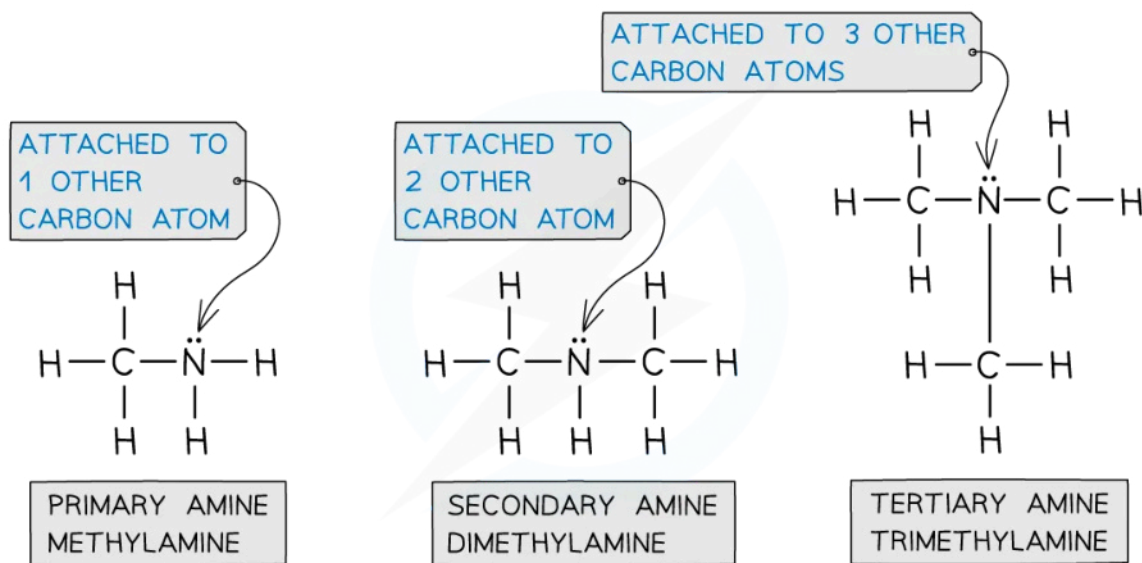 ATTACHED TO 3 OTHER
CARBON ATOMS
ATTACHED TO
1 OTHER
CARBON ATOM
ATTACHED TO
2 OTHER
CARBON ATOM
H
H—C—N̈—H
H H
H H
H—C—N̈—C—H
H H H
H H
H—C—N̈—C—H
H H
H—C—H
H
PRIMARY AMINE
METHYLAMINE
SECONDARY AMINE
DIMETHYLAMINE
TERTIARY AMINE
TRIMETHYLAMINE